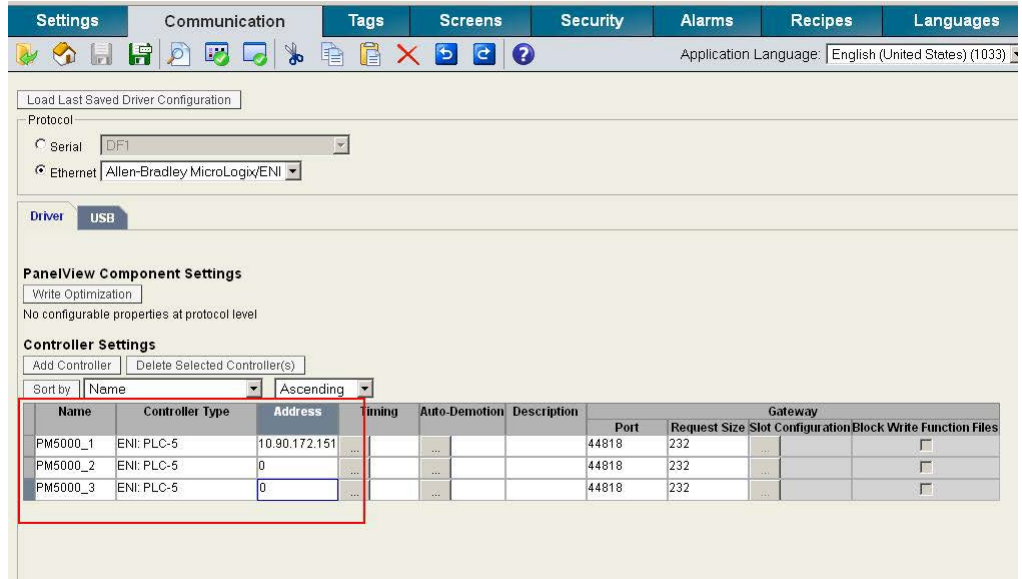 Settings Communication Tags Screens Security Alarms Recipes Languages
Application Language: English (United States) (1033)
Load Last Saved Driver Configuration
Protocol
Serial DF1
Ethernet Allen-Bradley MicroLogix/ENI
Driver USB
PanelView Component Settings
Write Optimization
No configurable properties at protocol level
Controller Settings
Add Controller Delete Selected Controller(s)
Sort by Name Ascending
Name Controller Type Address Timing Auto-Demotion Description Gateway
Port Request Size Slot Configuration Block Write Function Files
PM5000_1 ENI: PLC-5 10.90.172.151 ... ... 44818 232 ...
PM5000_2 ENI: PLC-5 0 ... ... 44818 232 ...
PM5000_3 ENI: PLC-5 0 ... ... 44818 232 ...